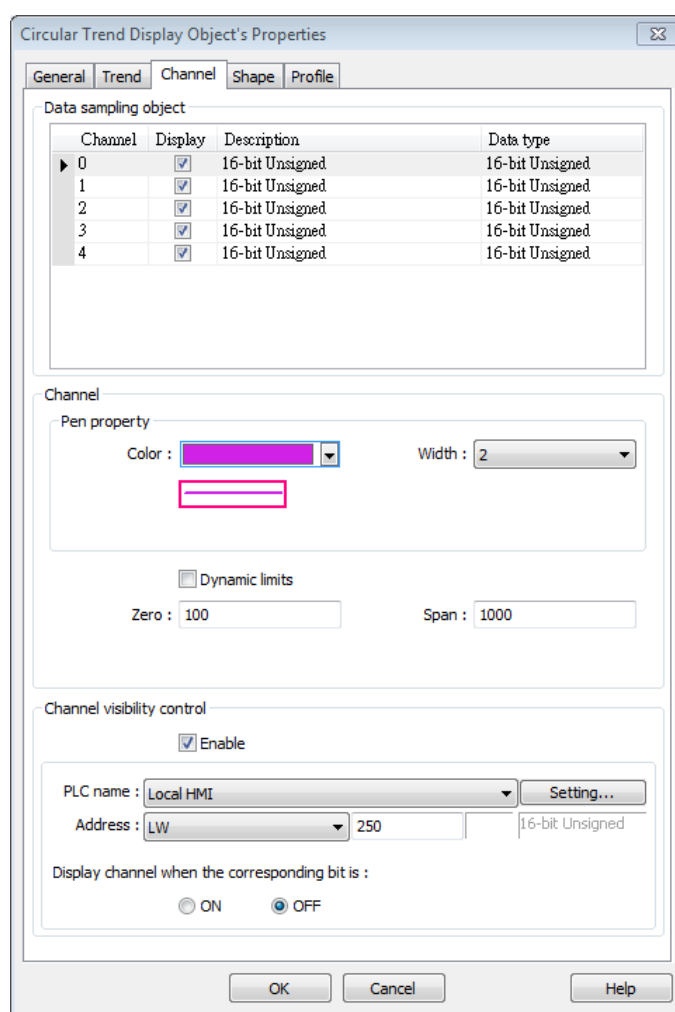 Circular Trend Display Object's Properties
General Trend Channel Shape Profile
Data sampling object
Channel Display Description Data type
0 16-bit Unsigned 16-bit Unsigned
1 16-bit Unsigned 16-bit Unsigned
2 16-bit Unsigned 16-bit Unsigned
3 16-bit Unsigned 16-bit Unsigned
4 16-bit Unsigned 16-bit Unsigned
Channel
Pen property
Color : Width : 2
Dynamic limits
Zero : 100 Span : 1000
Channel visibility control
Enable
PLC name : Local HMI Setting...
Address : LW 250 16-bit Unsigned
Display channel when the corresponding bit is :
ON OFF
OK Cancel Help